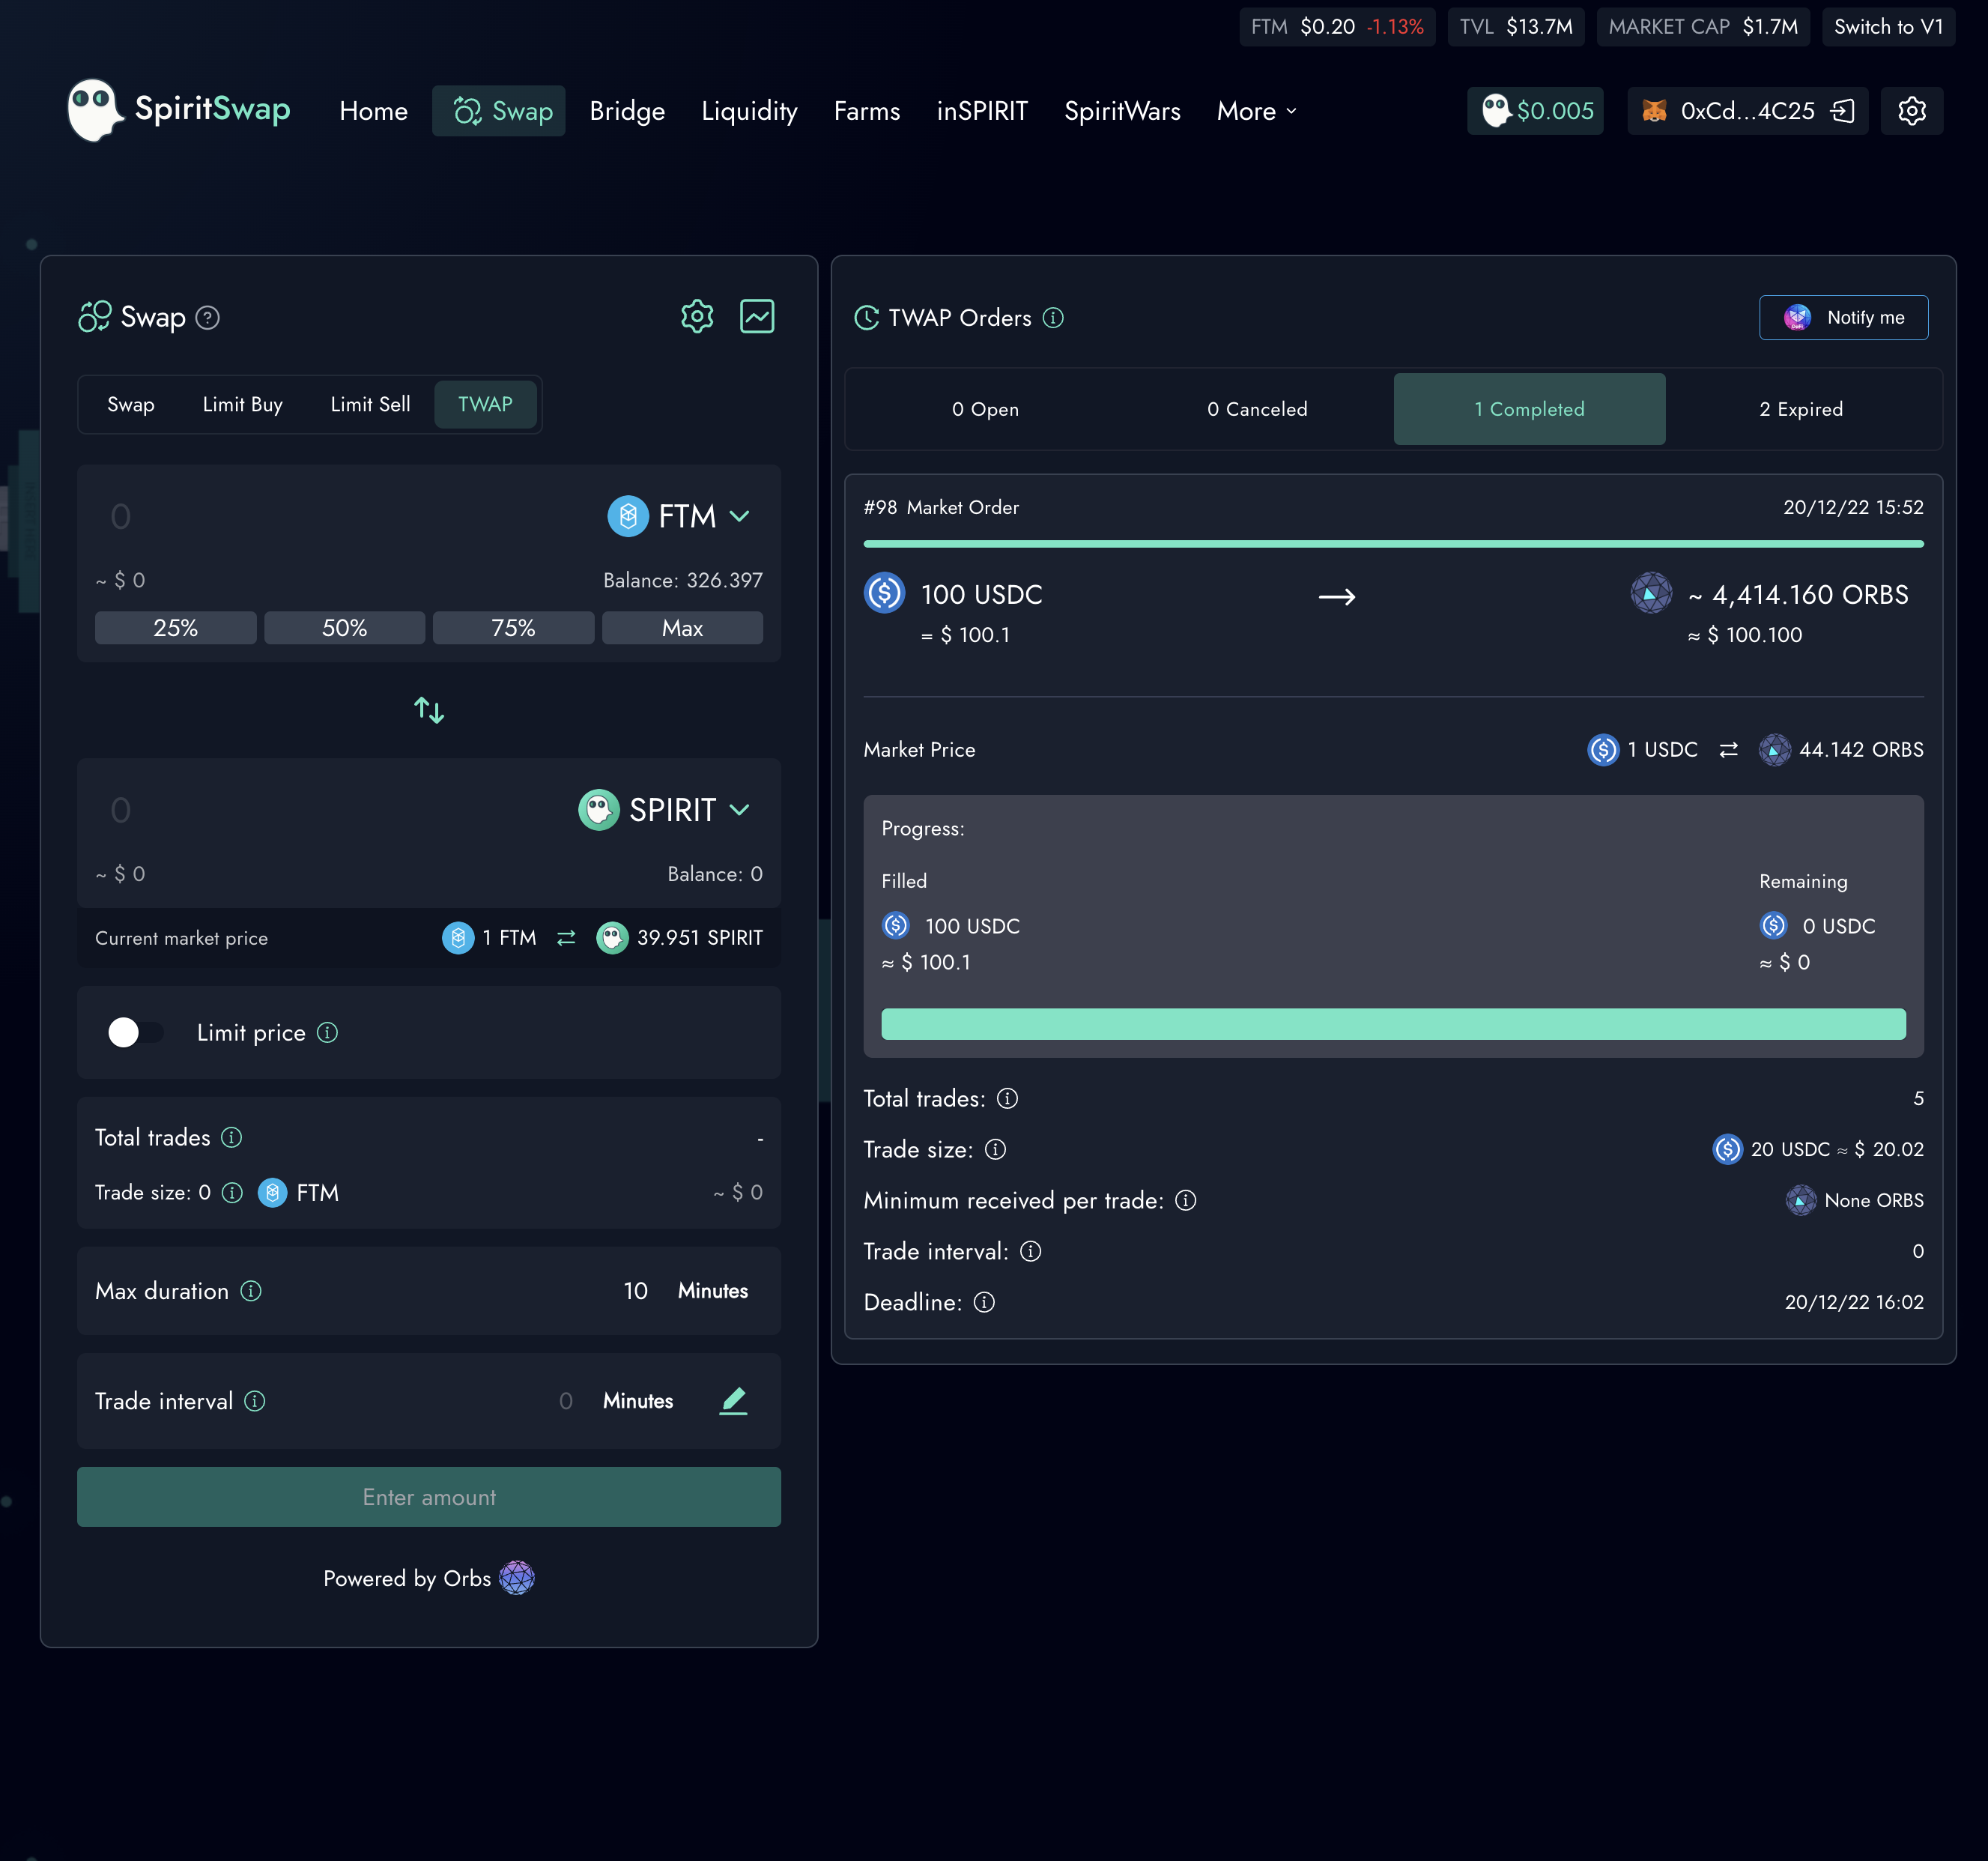 FTM $0.20 -1.13% TVL $13.7M MARKET CAP $1.7M Switch to V1
SpiritSwap Home Swap Bridge Liquidity Farms inSPIRIT SpiritWars More $0.005 0xCd...4C25
Swap
Swap Limit Buy Limit Sell TWAP
0 FTM
~ $ 0 Balance: 326.397
25% 50% 75% Max
0 SPIRIT
~ $ 0 Balance: 0
Current market price 1 FTM 39.951 SPIRIT
Limit price
Total trades -
Trade size: 0 FTM ~ $ 0
Max duration 10 Minutes
Trade interval 0 Minutes
Enter amount
Powered by Orbs
TWAP Orders Notify me
0 Open 0 Canceled 1 Completed 2 Expired
#98 Market Order 20/12/22 15:52
100 USDC → ~ 4,414.160 ORBS
= $ 100.1 ≈ $ 100.100
Market Price 1 USDC 44.142 ORBS
Progress:
Filled Remaining
100 USDC 0 USDC
≈ $ 100.1 ≈ $ 0
Total trades: 5
Trade size: 20 USDC ≈ $ 20.02
Minimum received per trade: None ORBS
Trade interval: 0
Deadline: 20/12/22 16:02